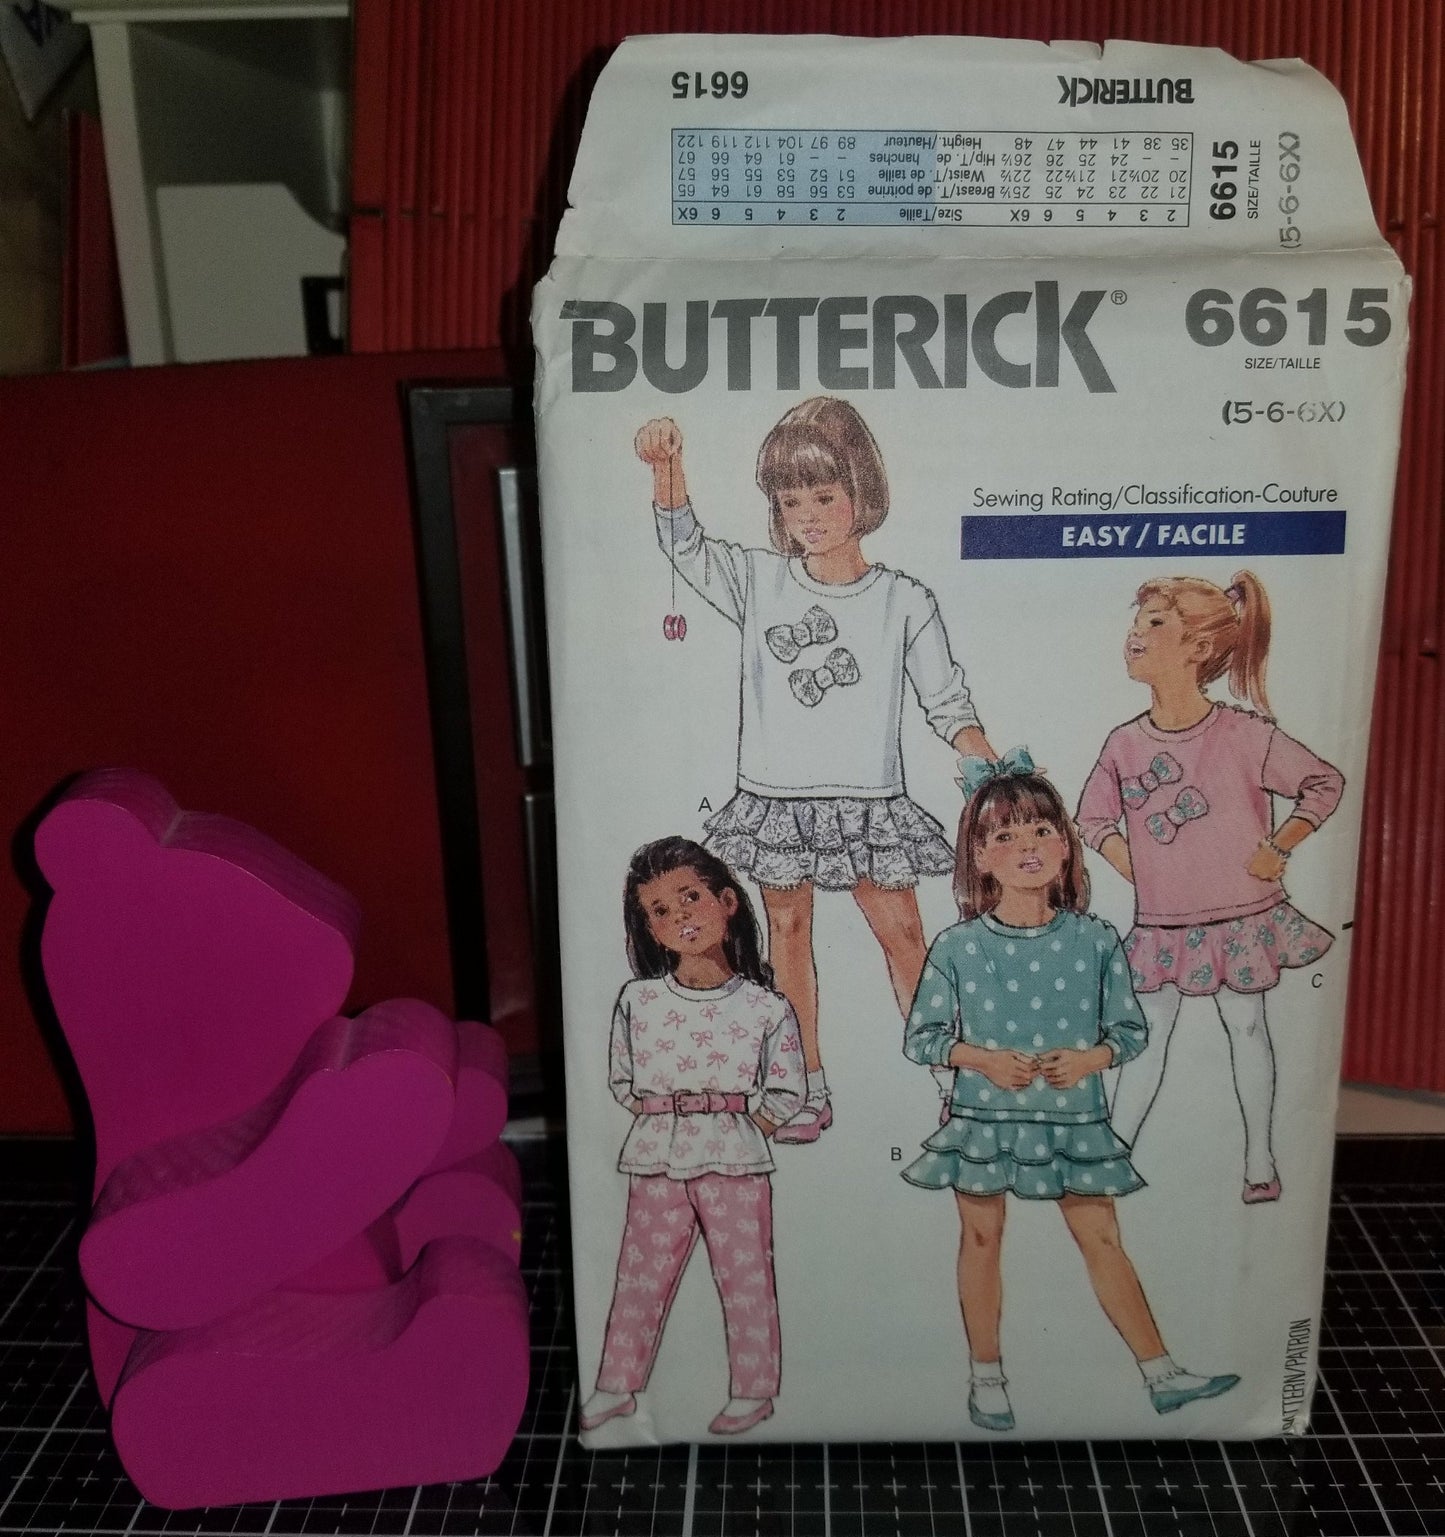 6615 BUTTERICK
35 38 41 44 47 48 Height./Hauteur 89 97 104 112 119 122
- - 24 25 26 26½ Hip/T. de hanches - - 61 64 66 67
20 20½ 21 21½ 22 22½ Waist/T. de taille 51 52 53 55 56 57
21 22 23 24 25 25½ Breast/T. de poitrine 53 56 58 61 64 65
2 3 4 5 6 6X Size/Taille 2 3 4 5 6 6X
6615
SIZE/TAILLE
(5-6-6X)
BUTTERICK® 6615
SIZE/TAILLE
(5-6-6X)
Sewing Rating/Classification-Couture
EASY / FACILE
A
C
B
PATTERN/PATRON